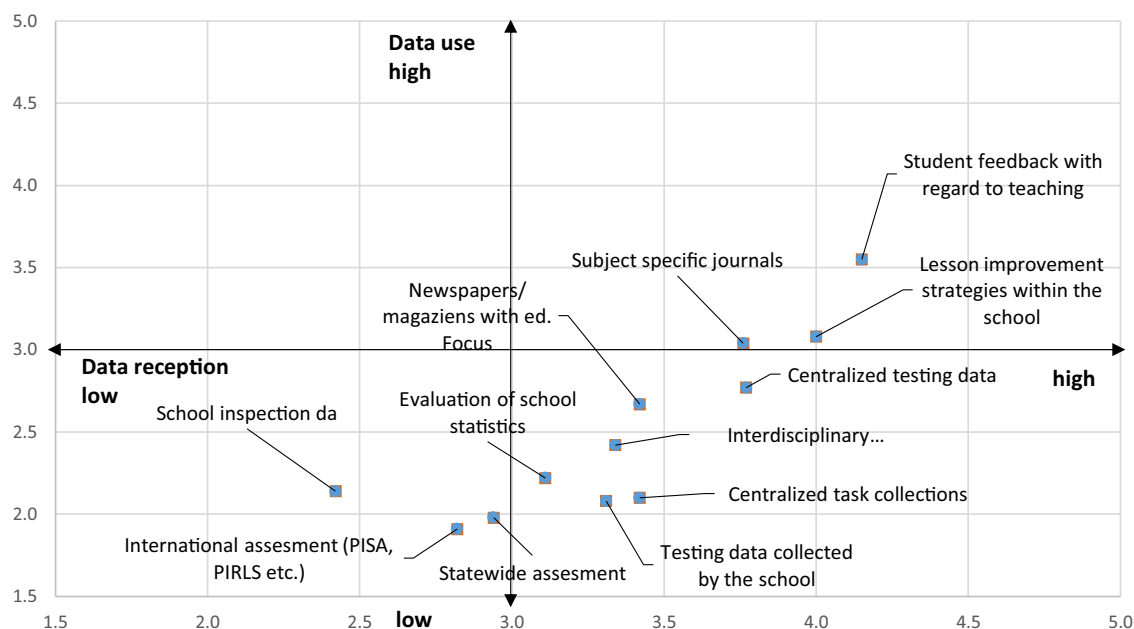 5.0
Data use
high
4.5
Student feedback with
regard to teaching
4.0
Subject specific journals
Lesson improvement
strategies within the
school
3.5
Newspapers/
magaziens with ed.
Focus
3.0
Data reception
low
high
Centralized testing data
School inspection da
Evaluation of school
statistics
2.5
Interdisciplinary...
Centralized task collections
2.0
International assesment (PISA,
PIRLS etc.)
Statewide assesment
Testing data collected
by the school
1.5
low
1.5 2.0 2.5 3.0 3.5 4.0 4.5 5.0